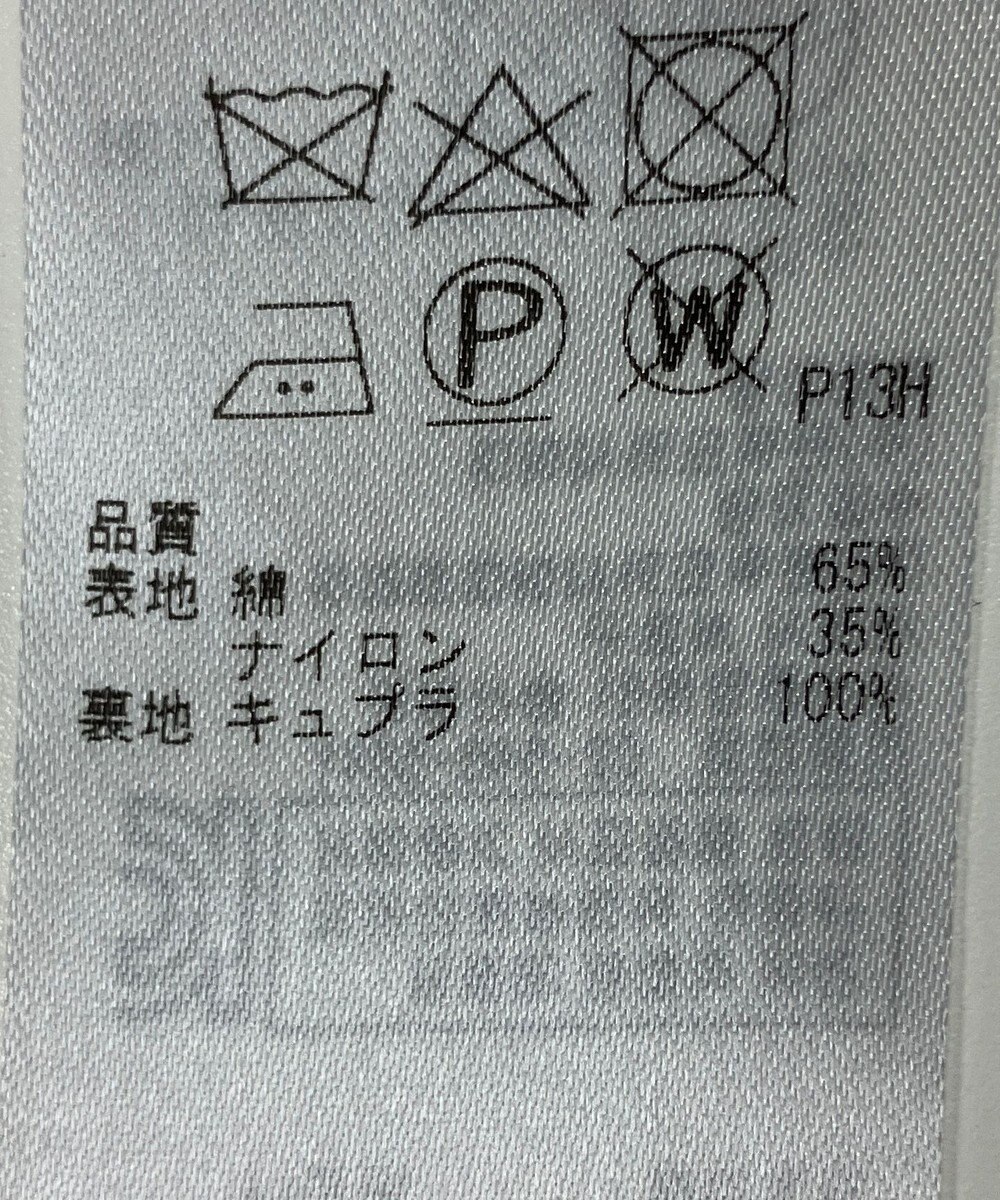 P W P13H
品質
表地 綿 65%
ナイロン 35%
裏地 キュプラ 100%